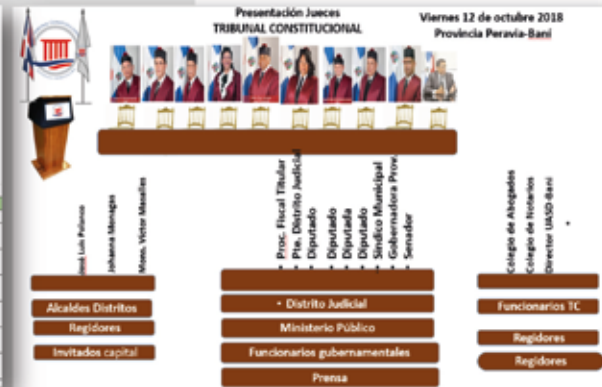 Presentación Jueces
TRIBUNAL CONSTITUCIONAL
Viernes 12 de octubre 2018
Provincia Peravia-Baní
José Luis Polanco
Johanna
Mons. Victor Masalles
• Proc. Fiscal Titular
• Pte. Distrito Judicial
• Diputado
• Diputado
• Diputada
• Diputado
• Síndico Municipal
• Gobernadora Prov.
• Senador
Colegio de Abogados
Colegio de Notarios
Director UASD-Baní
Alcaldes Distritos
Regidores
Invitados capital
• Distrito Judicial
Ministerio Público
Funcionarios gubernamentales
Prensa
Funcionarios TC
Regidores
Regidores